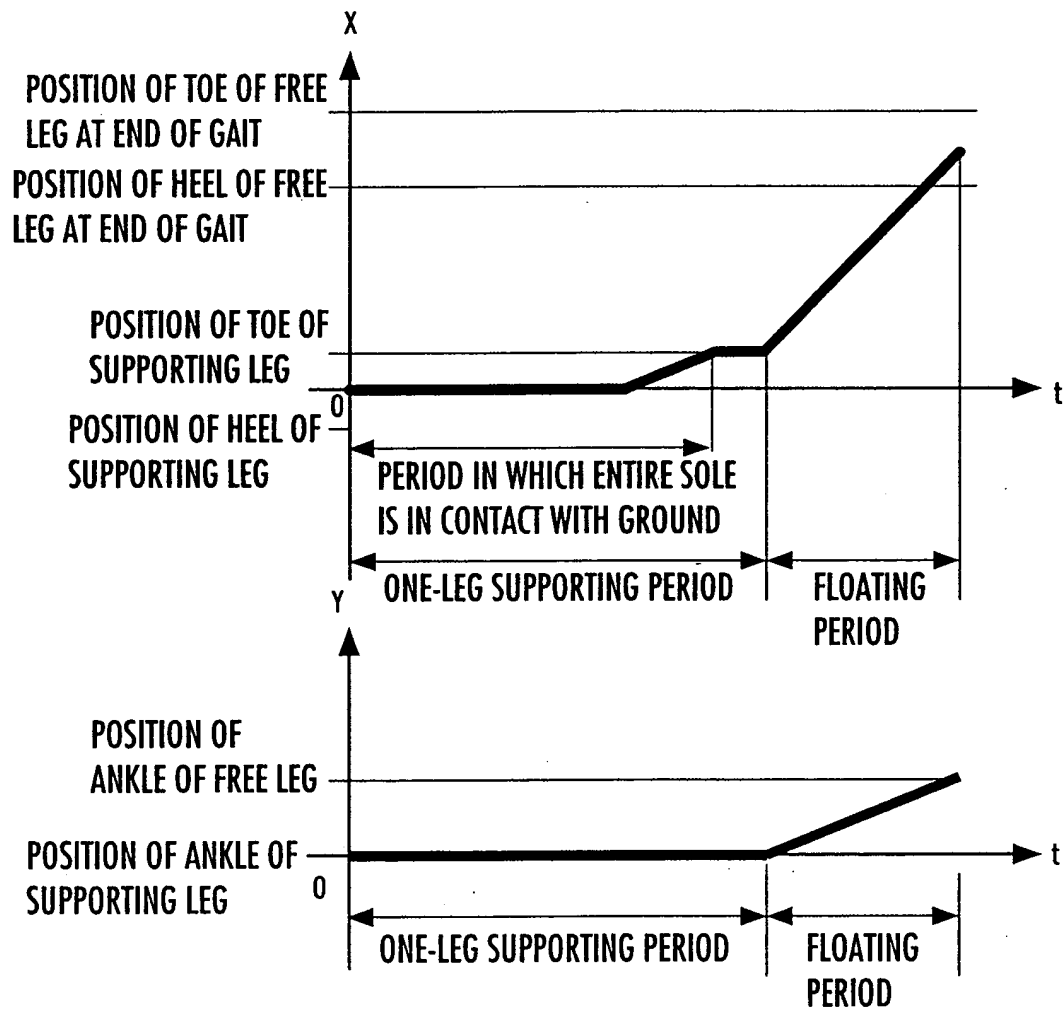 X
POSITION OF TOE OF FREE
LEG AT END OF GAIT
POSITION OF HEEL OF FREE
LEG AT END OF GAIT
POSITION OF TOE OF
SUPPORTING LEG
0
t
POSITION OF HEEL OF
SUPPORTING LEG
PERIOD IN WHICH ENTIRE SOLE
IS IN CONTACT WITH GROUND
ONE-LEG SUPPORTING PERIOD
FLOATING
PERIOD
Y
POSITION OF
ANKLE OF FREE LEG
POSITION OF ANKLE OF
SUPPORTING LEG
0
t
ONE-LEG SUPPORTING PERIOD
FLOATING
PERIOD